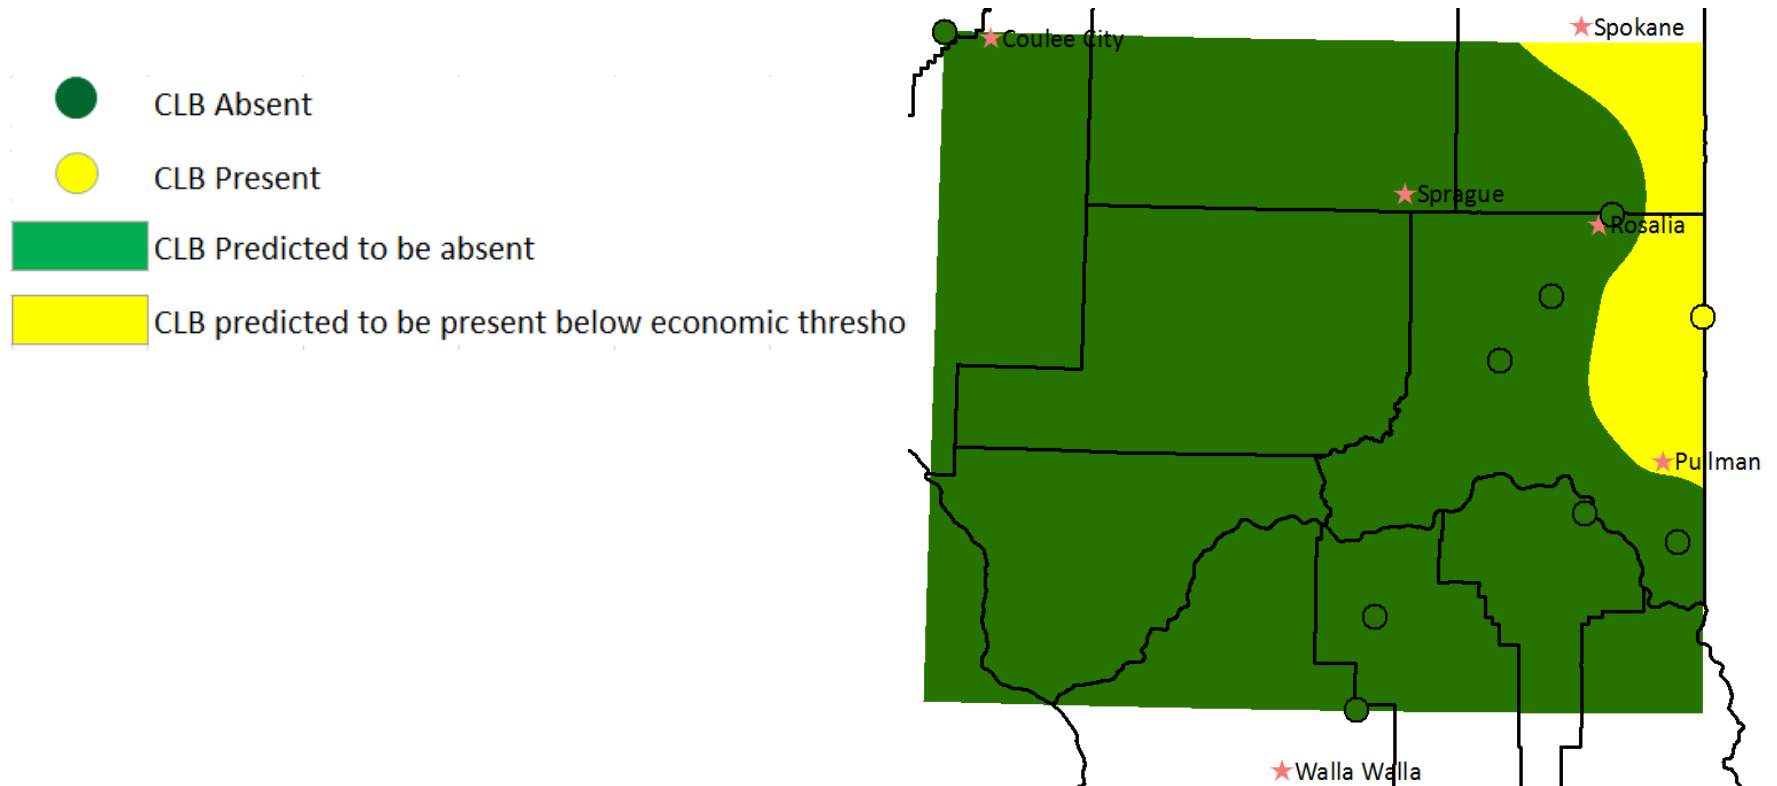 CLB Absent
CLB Present
CLB Predicted to be absent
CLB predicted to be present below economic thresho
Coulee City
Spokane
Sprague
Rosalia
Pullman
Walla Walla